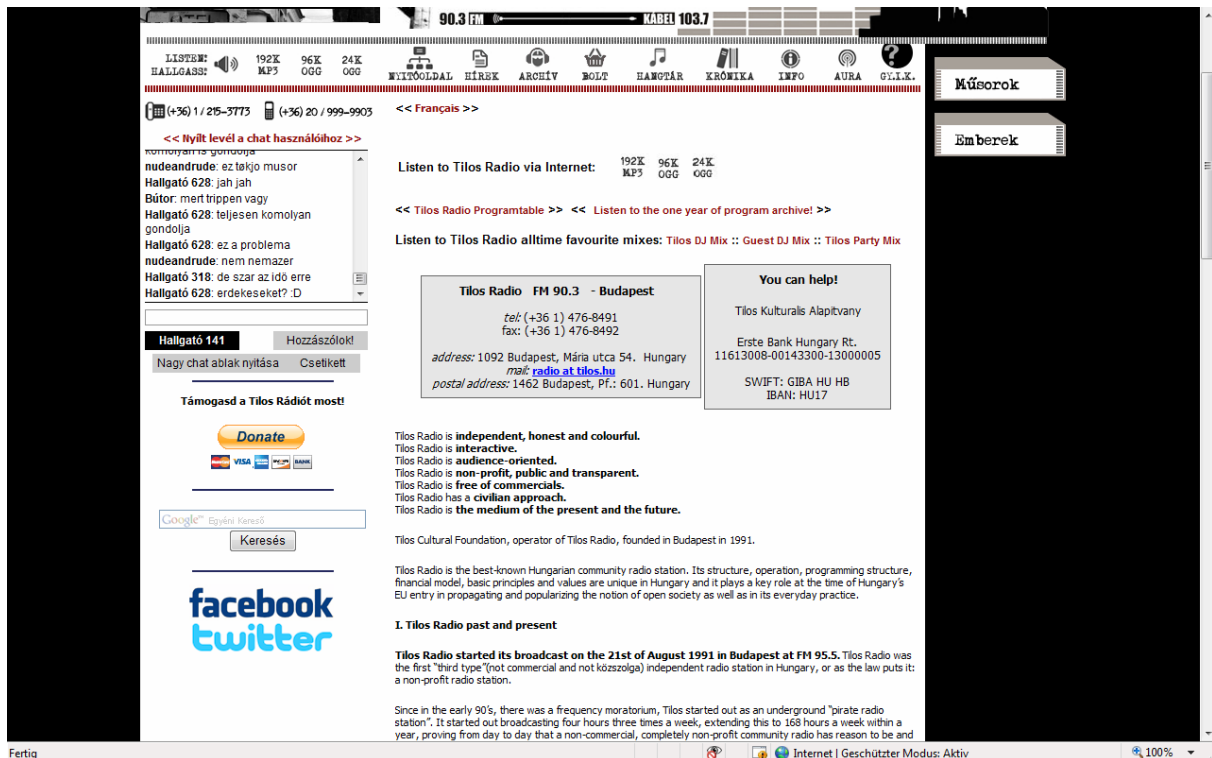 90.3 FM KÁBEL 103.7
LISTEN:
HALLGASS:
192K
MP3
96K
OGG
24K
OGG
NYITÓOLDAL HÍREK ARCHÍV BOLT HANGTÁR KRÓNIKA INFO AURA GY.I.K.
Műsorok
Emberek
(+36) 1 / 215-3773 (+36) 20 / 999-9903
<< Nyílt levél a chat használóihoz >>
komolyan is gondolja
nudeandrude: ez tökjo musor
Hallgató 628: jah jah
Bútor: mert trippen vagy
Hallgató 628: teljesen komolyan
gondolja
Hallgató 628: ez a problema
nudeandrude: nem nemazer
Hallgató 318: de szar az idö erre
Hallgató 628: erdekeseket? :D
Hallgató 141 Hozzászólok!
Nagy chat ablak nyitása Csetikett
Támogasd a Tilos Rádiót most!
Donate
VISA
BANK
Google™ Egyéni Kereső
Keresés
facebook
twitter
<< Français >>
Listen to Tilos Radio via Internet:
192K
MP3
96K
OGG
24K
OGG
<< Tilos Radio Programtable >> << Listen to the one year of program archive! >>
Listen to Tilos Radio alltime favourite mixes: Tilos DJ Mix :: Guest DJ Mix :: Tilos Party Mix
Tilos Radio FM 90.3 - Budapest
tel: (+36 1) 476-8491
fax: (+36 1) 476-8492
address: 1092 Budapest, Mária utca 54. Hungary
mail: radio at tilos.hu
postal address: 1462 Budapest, Pf.: 601. Hungary
You can help!
Tilos Kulturalis Alapitvany
Erste Bank Hungary Rt.
11613008-00143300-13000005
SWIFT: GIBA HU HB
IBAN: HU17
Tilos Radio is independent, honest and colourful.
Tilos Radio is interactive.
Tilos Radio is audience-oriented.
Tilos Radio is non-profit, public and transparent.
Tilos Radio is free of commercials.
Tilos Radio has a civilian approach.
Tilos Radio is the medium of the present and the future.
Tilos Cultural Foundation, operator of Tilos Radio, founded in Budapest in 1991.
Tilos Radio is the best-known Hungarian community radio station. Its structure, operation, programming structure,
financial model, basic principles and values are unique in Hungary and it plays a key role at the time of Hungary's
EU entry in propagating and popularizing the notion of open society as well as in its everyday practice.
I. Tilos Radio past and present
Tilos Radio started its broadcast on the 21st of August 1991 in Budapest at FM 95.5. Tilos Radio was
the first "third type"(not commercial and not közszolga) independent radio station in Hungary, or as the law puts it:
a non-profit radio station.
Since in the early 90's, there was a frequency moratorium, Tilos started out as an underground "pirate radio
station". It started out broadcasting four hours three times a week, extending this to 168 hours a week within a
year, proving from day to day that a non-commercial, completely non-profit community radio has reason to be and
Fertig
Internet | Geschützter Modus: Aktiv
100%